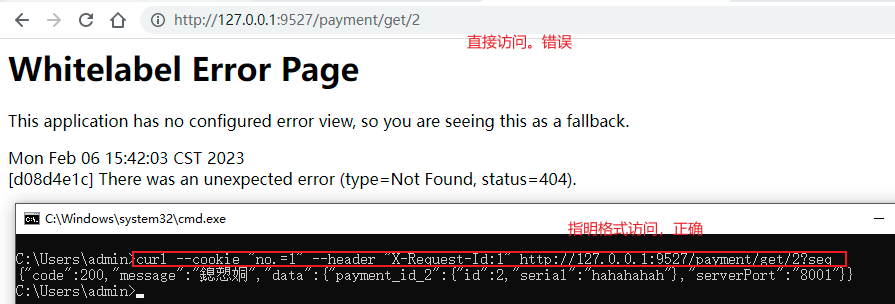 http://127.0.0.1:9527/payment/get/2
直接访问。错误
Whitelabel Error Page
This application has no configured error view, so you are seeing this as a fallback.
Mon Feb 06 15:42:03 CST 2023
[d08d4e1c] There was an unexpected error (type=Not Found, status=404).
C:\Windows\system32\cmd.exe
指明格式访问，正确
C:\Users\admin>curl --cookie "no.=1" --header "X-Request-Id:1" http://127.0.0.1:9527/payment/get/2?seq
{"code":200,"message":"鎴愬姛","data":{"payment_id_2":{"id":2,"serial":"hahahahah"},"serverPort":"8001"}}
C:\Users\admin>